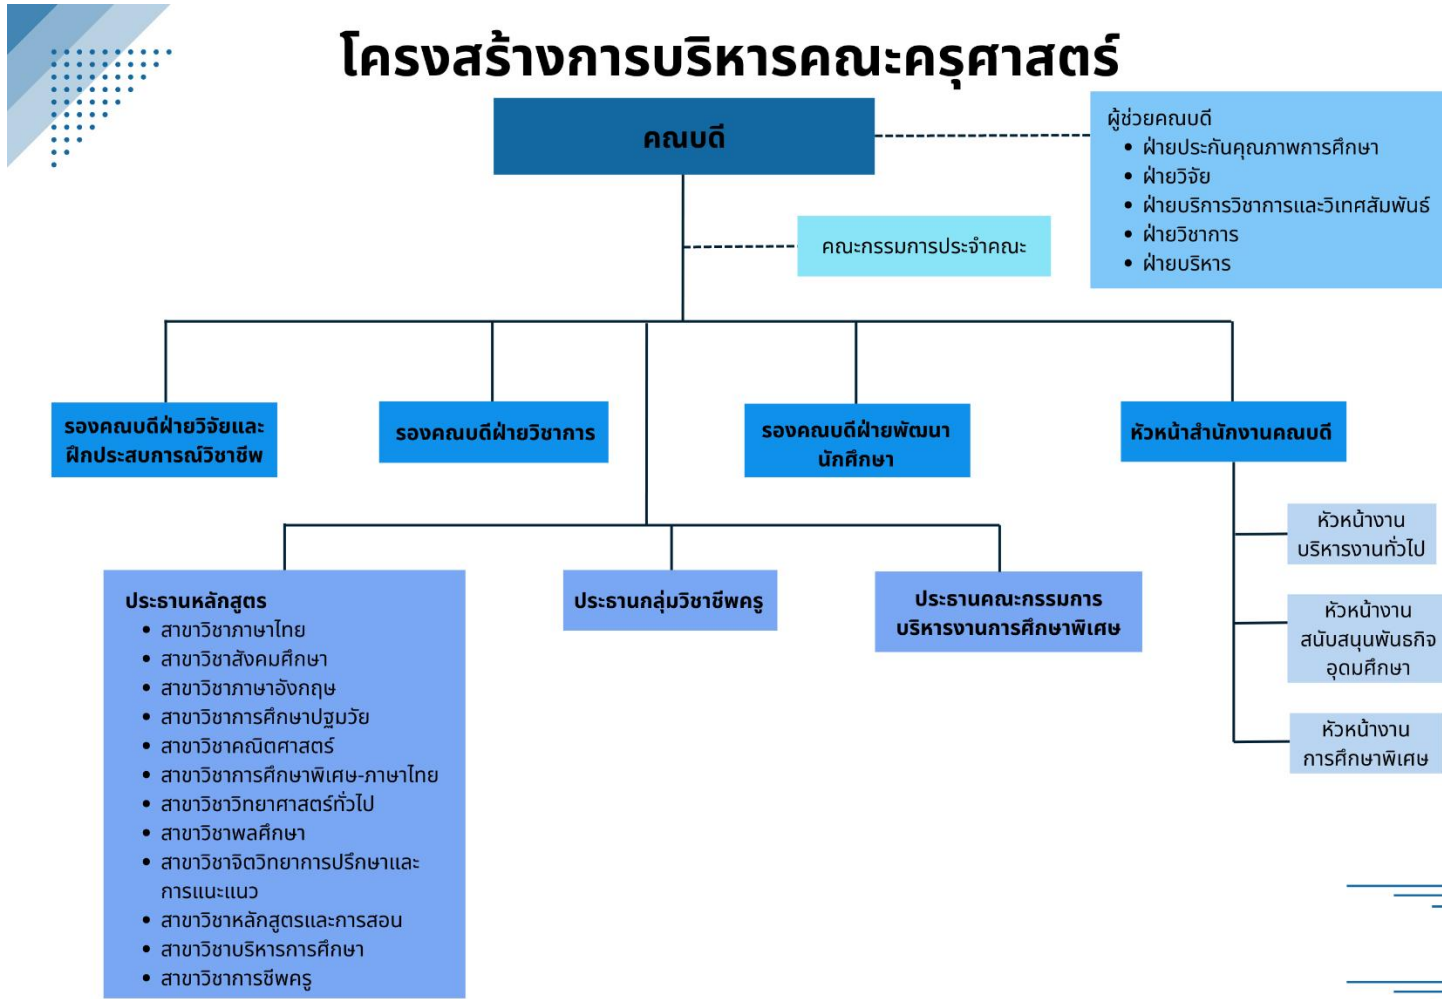 โครงสร้างการบริหารคณะครุศาสตร์
คณบดี
ผู้ช่วยคณบดี
• ฝ่ายประกันคุณภาพการศึกษา
• ฝ่ายวิจัย
• ฝ่ายบริการวิชาการและวิเทศสัมพันธ์
• ฝ่ายวิชาการ
• ฝ่ายบริหาร
คณะกรรมการประจำคณะ
รองคณบดีฝ่ายวิจัยและ
ฝึกประสบการณ์วิชาชีพ
รองคณบดีฝ่ายวิชาการ
รองคณบดีฝ่ายพัฒนา
นักศึกษา
หัวหน้าสำนักงานคณบดี
หัวหน้างาน
บริหารงานทั่วไป
หัวหน้างาน
สนับสนุนพันธกิจ
อุดมศึกษา
หัวหน้างาน
การศึกษาพิเศษ
ประธานหลักสูตร
• สาขาวิชาภาษาไทย
• สาขาวิชาสังคมศึกษา
• สาขาวิชาภาษาอังกฤษ
• สาขาวิชาการศึกษาปฐมวัย
• สาขาวิชาคณิตศาสตร์
• สาขาวิชาการศึกษาพิเศษ-ภาษาไทย
• สาขาวิชาวิทยาศาสตร์ทั่วไป
• สาขาวิชาพลศึกษา
• สาขาวิชาจิตวิทยาการปรึกษาและ
การแนะแนว
• สาขาวิชาหลักสูตรและการสอน
• สาขาวิชาบริหารการศึกษา
• สาขาวิชาการชีพครู
ประธานกลุ่มวิชาชีพครู
ประธานคณะกรรมการ
บริหารงานการศึกษาพิเศษ